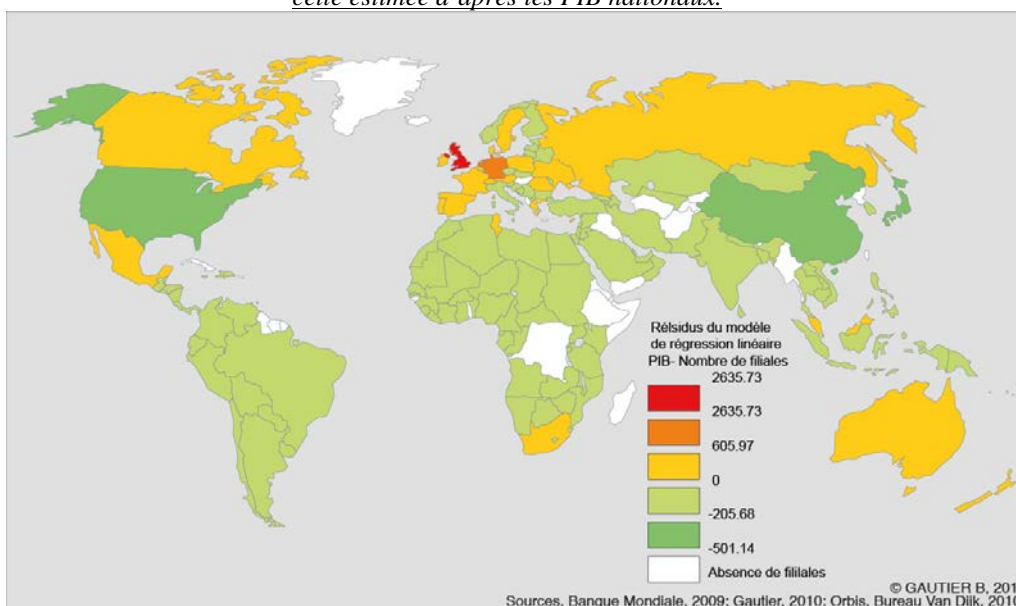 celle estimée d'après les PIB nationaux.
Rélsidus du modèle
de régression linéaire
PIB- Nombre de filiales
2635.73
2635.73
605.97
0
-205.68
-501.14
Absence de fililales
© GAUTIER B, 201
Sources, Banque Mondiale, 2009; Gautier, 2010; Orbis, Bureau Van Dijk, 2010